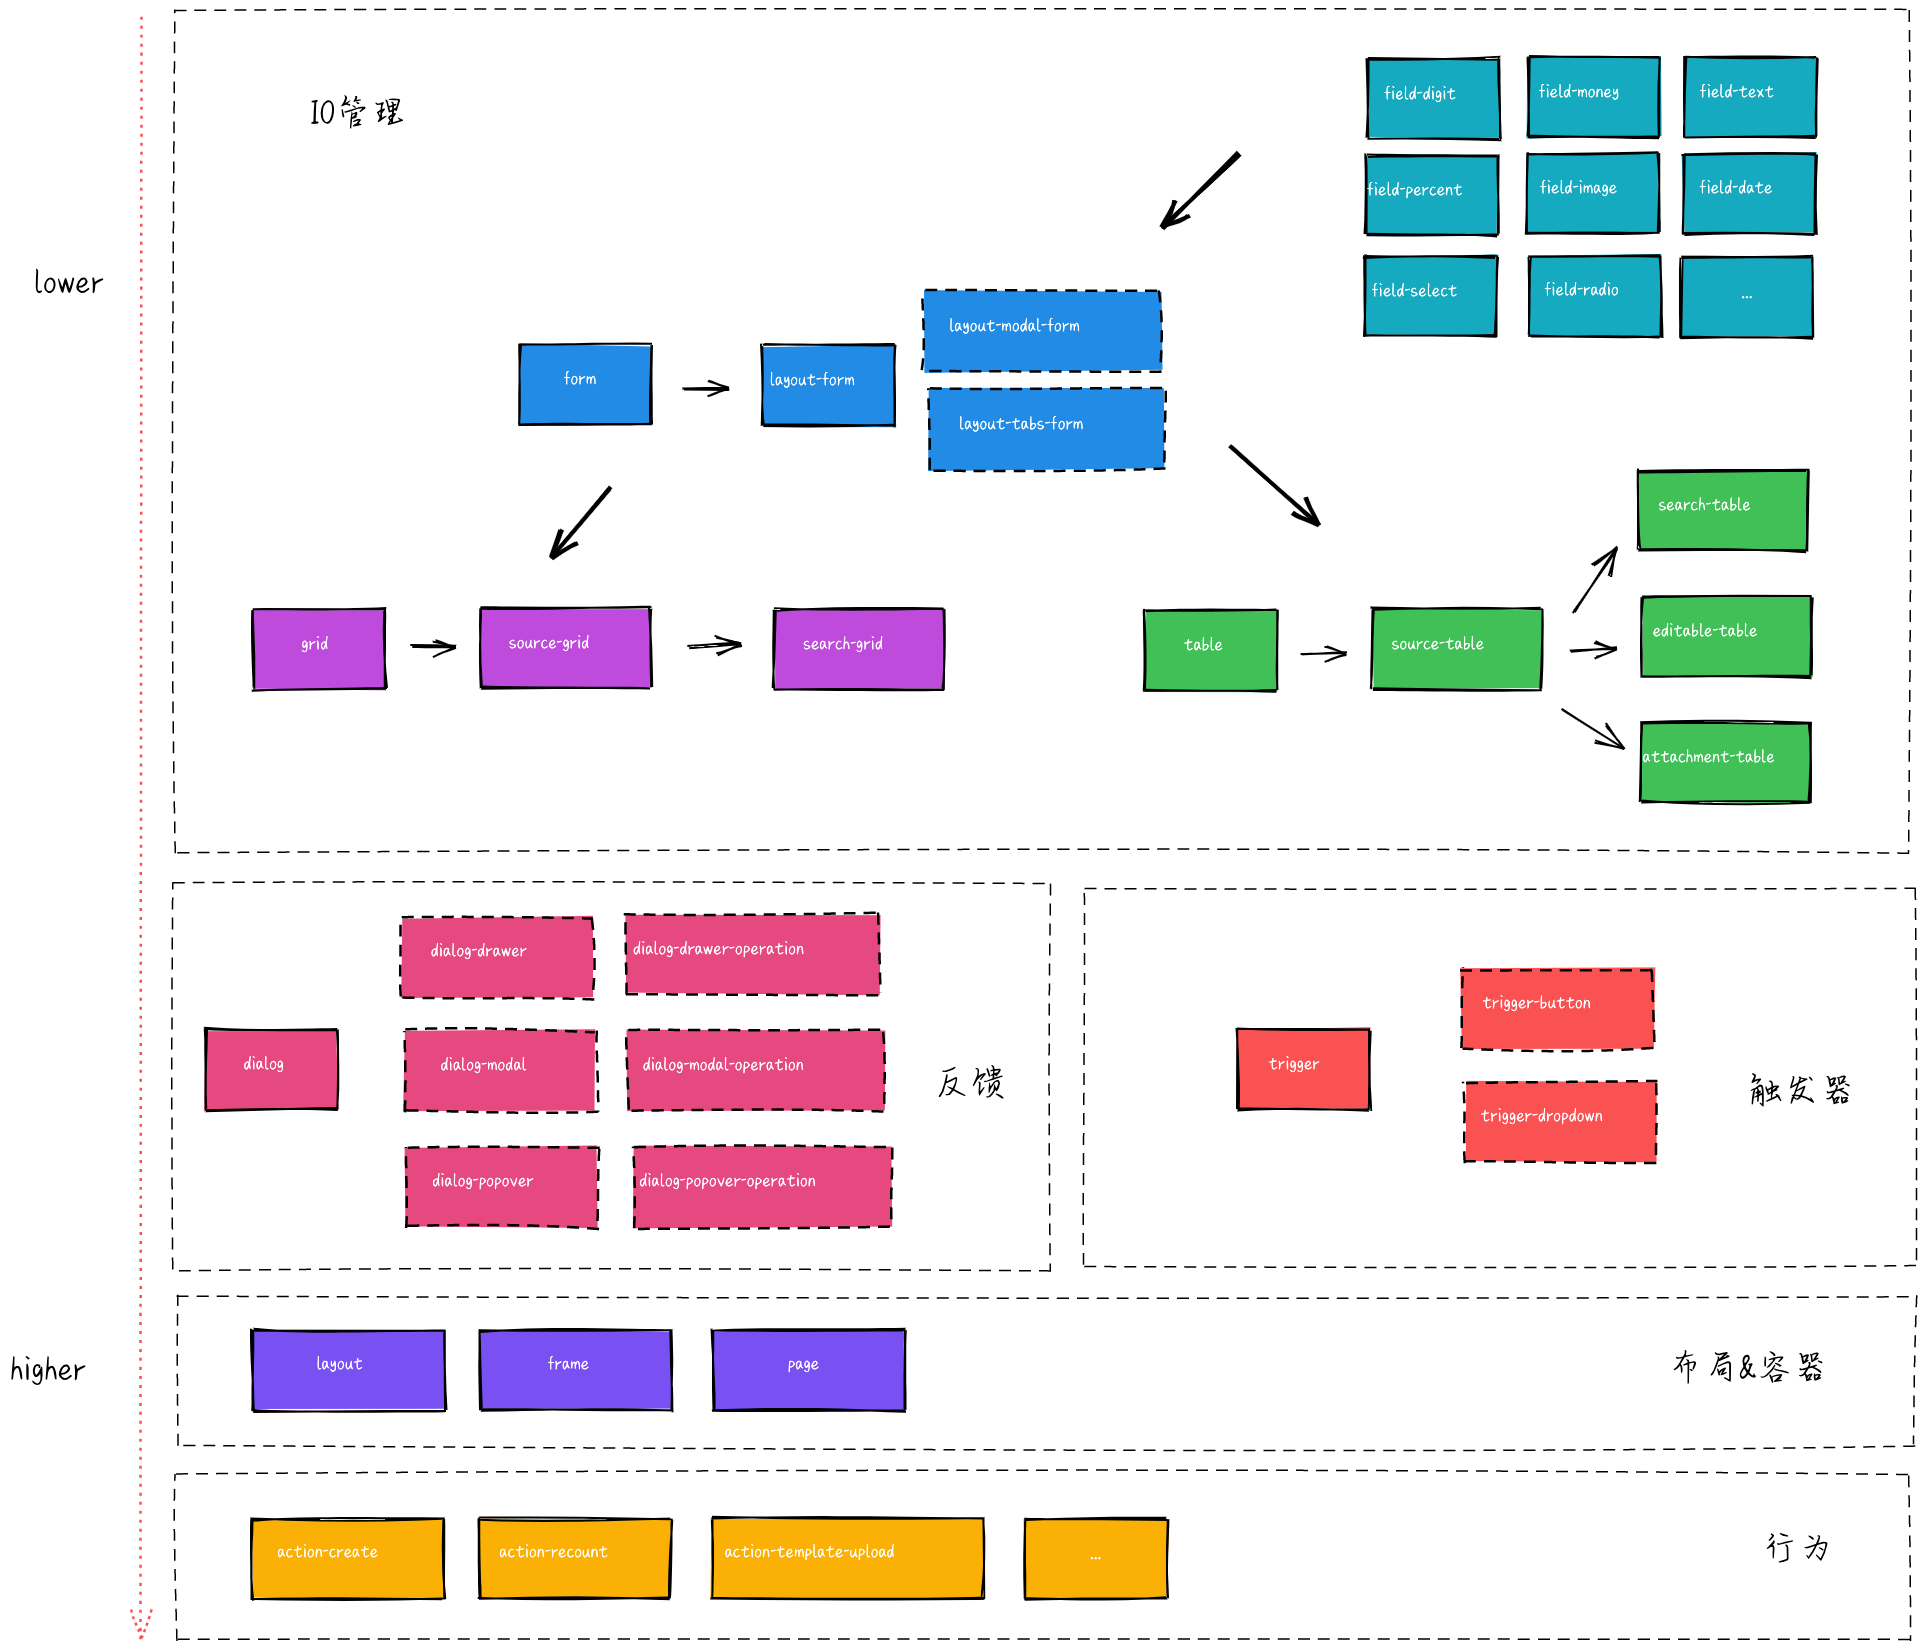 IO管理
field-digit
field-money
field-text
field-percent
field-image
field-date
field-select
field-radio
...
lower
form
layout-form
layout-modal-form
layout-tabs-form
grid
source-grid
search-grid
table
source-table
search-table
editable-table
attachment-table
dialog
dialog-drawer
dialog-drawer-operation
dialog-modal
dialog-modal-operation
dialog-popover
dialog-popover-operation
反馈
trigger
trigger-button
trigger-dropdown
触发器
higher
layout
frame
page
布局&容器
action-create
action-recount
action-template-upload
...
行为